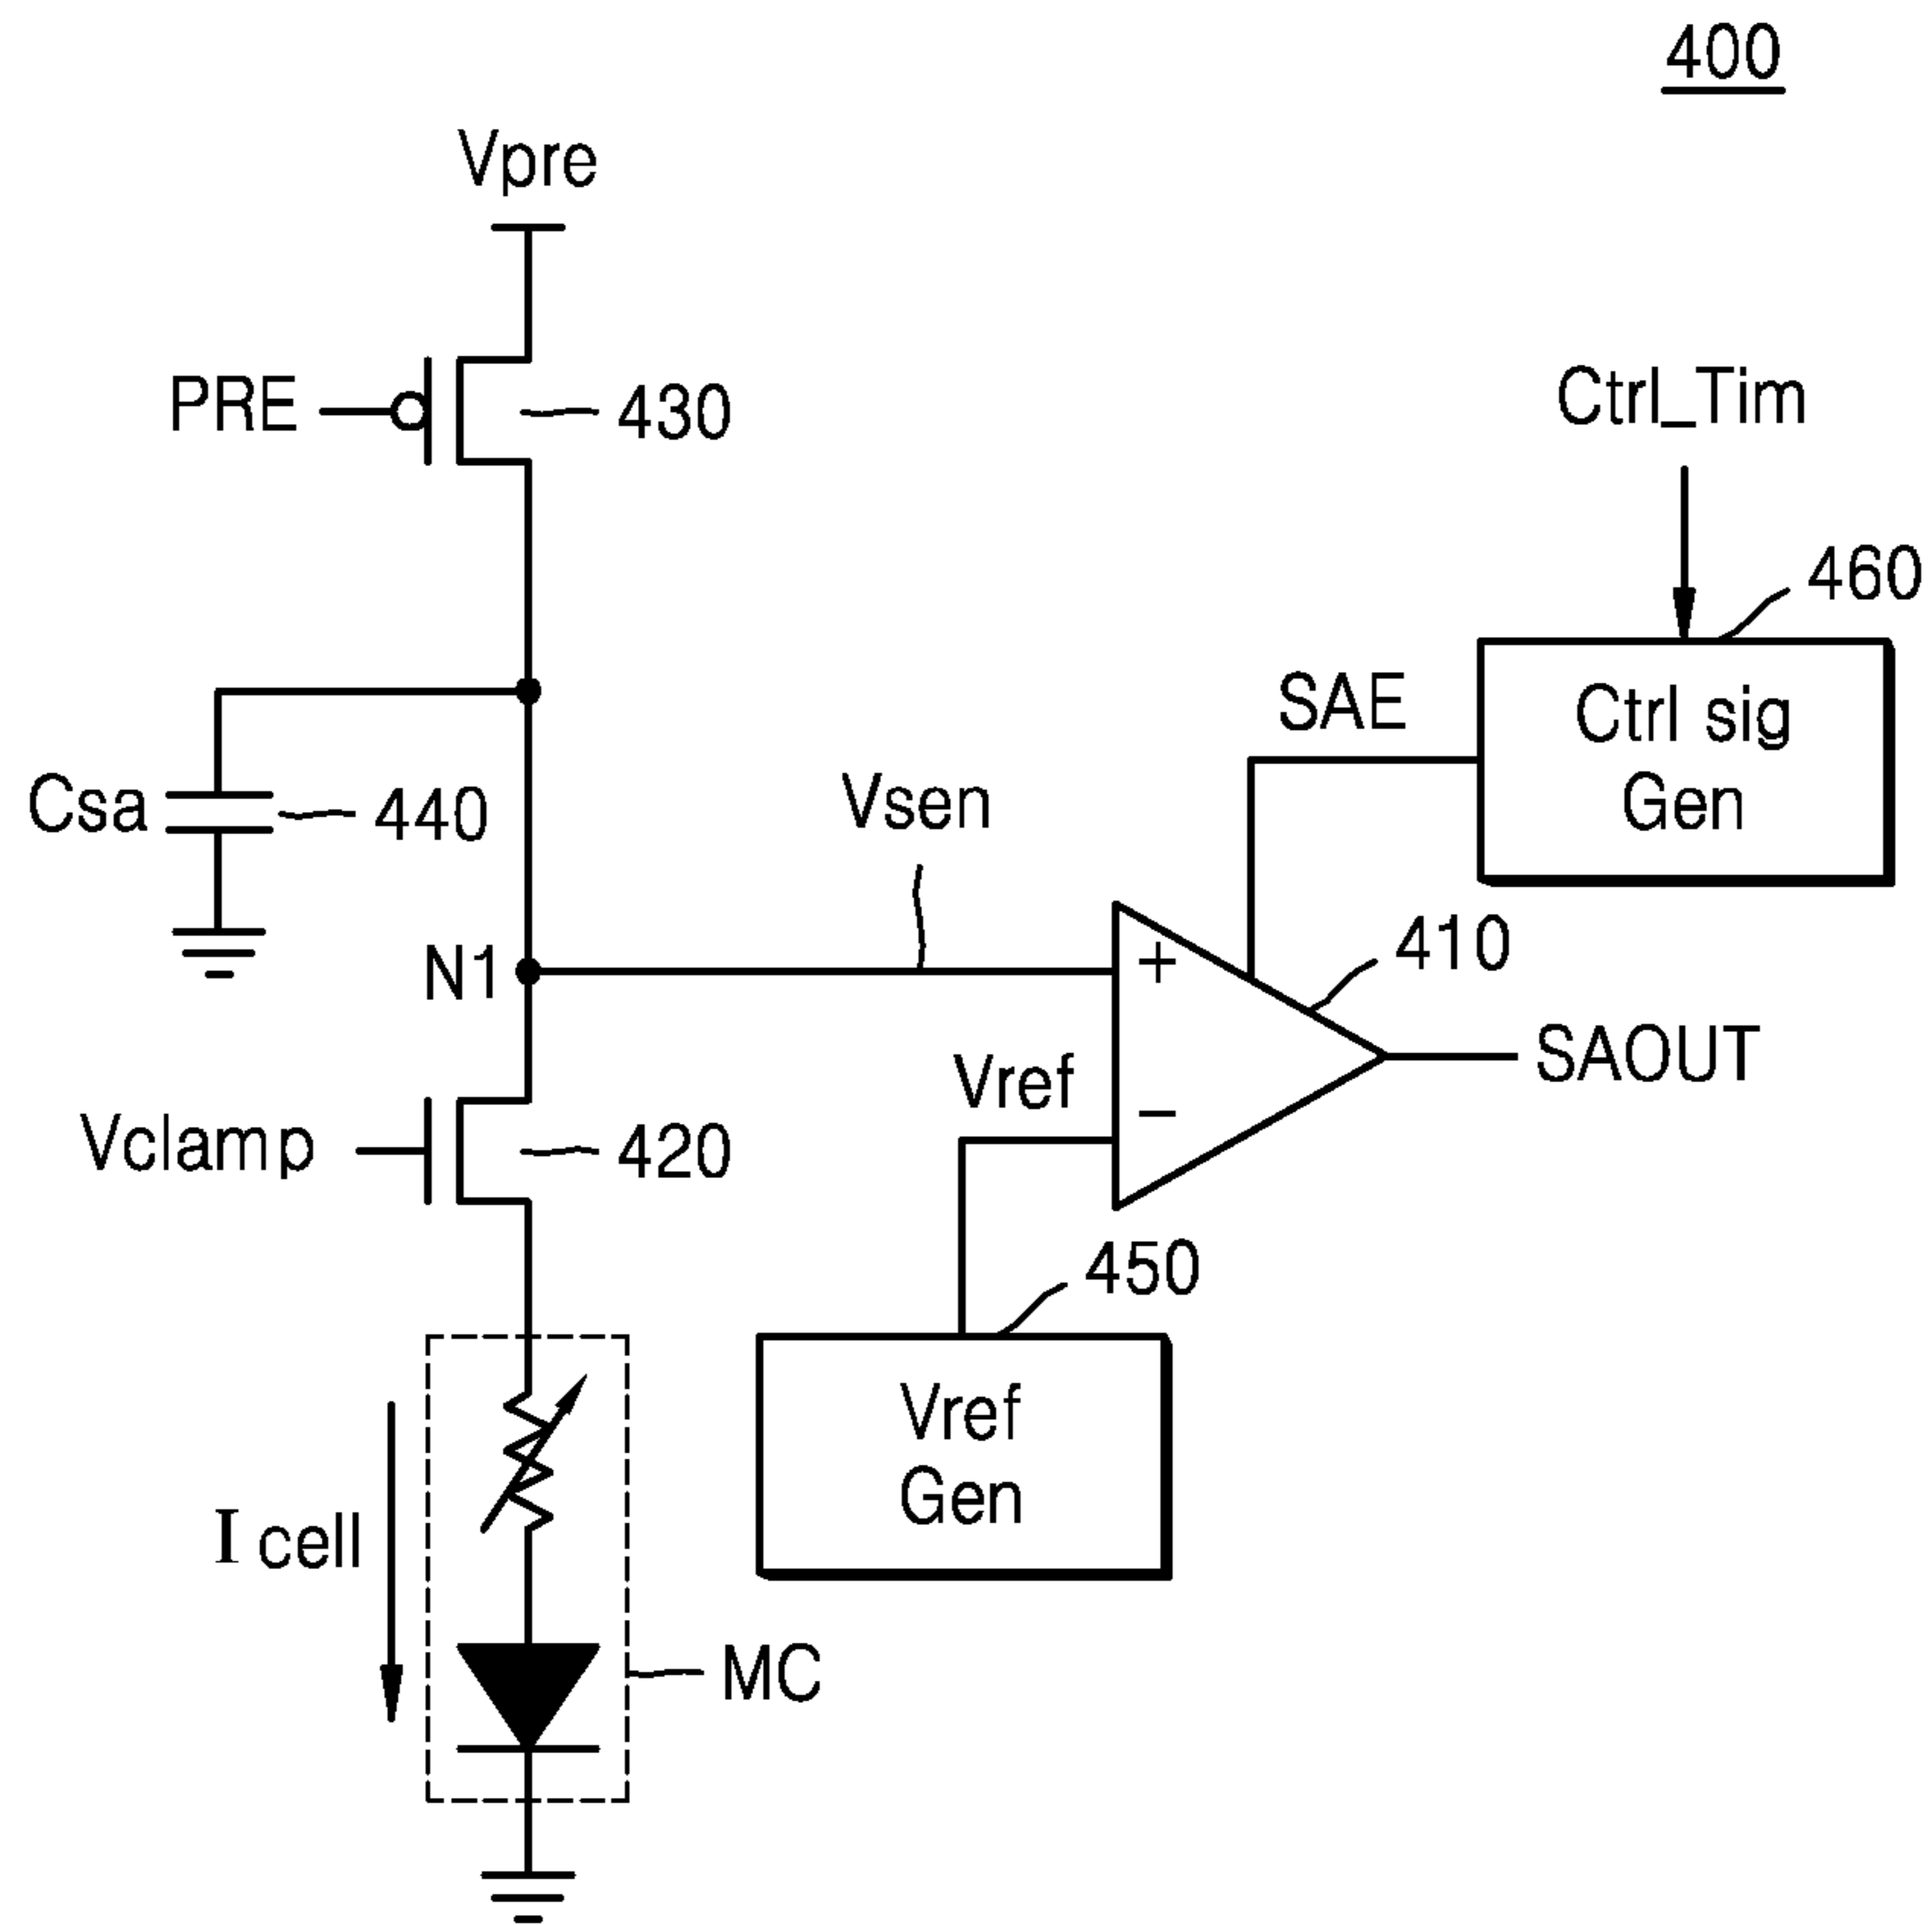 400
Vpre
PRE
430
Ctrl_Tim
460
Ctrl sig
Gen
SAE
Csa
440
Vsen
N1
+
410
SAOUT
Vref
−
Vclamp
420
450
Vref
Gen
I cell
MC